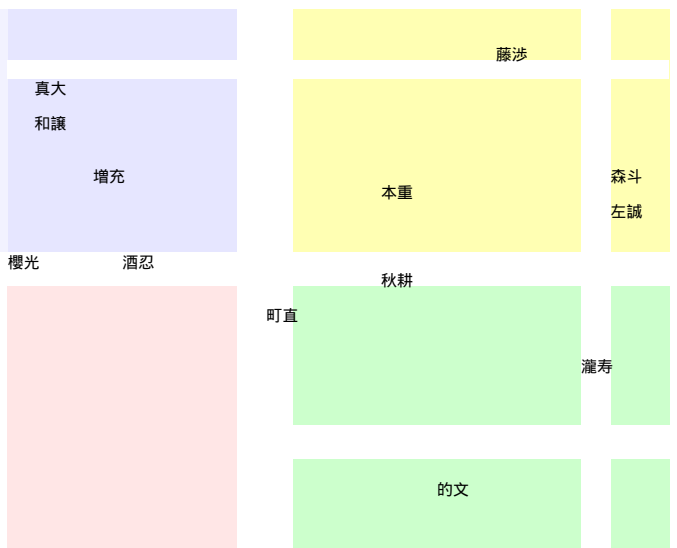 藤渉
真大
和譲
増充
森斗
本重
左誠
櫻光
酒忍
秋耕
町直
瀧寿
的文